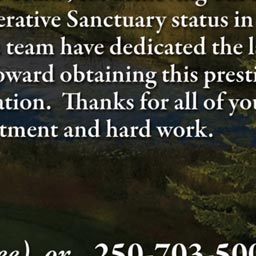 erative Sanctuary status in
team have dedicated the l
oward obtaining this presti
ation. Thanks for all of you
tment and hard work.
ee) or 250-703-500